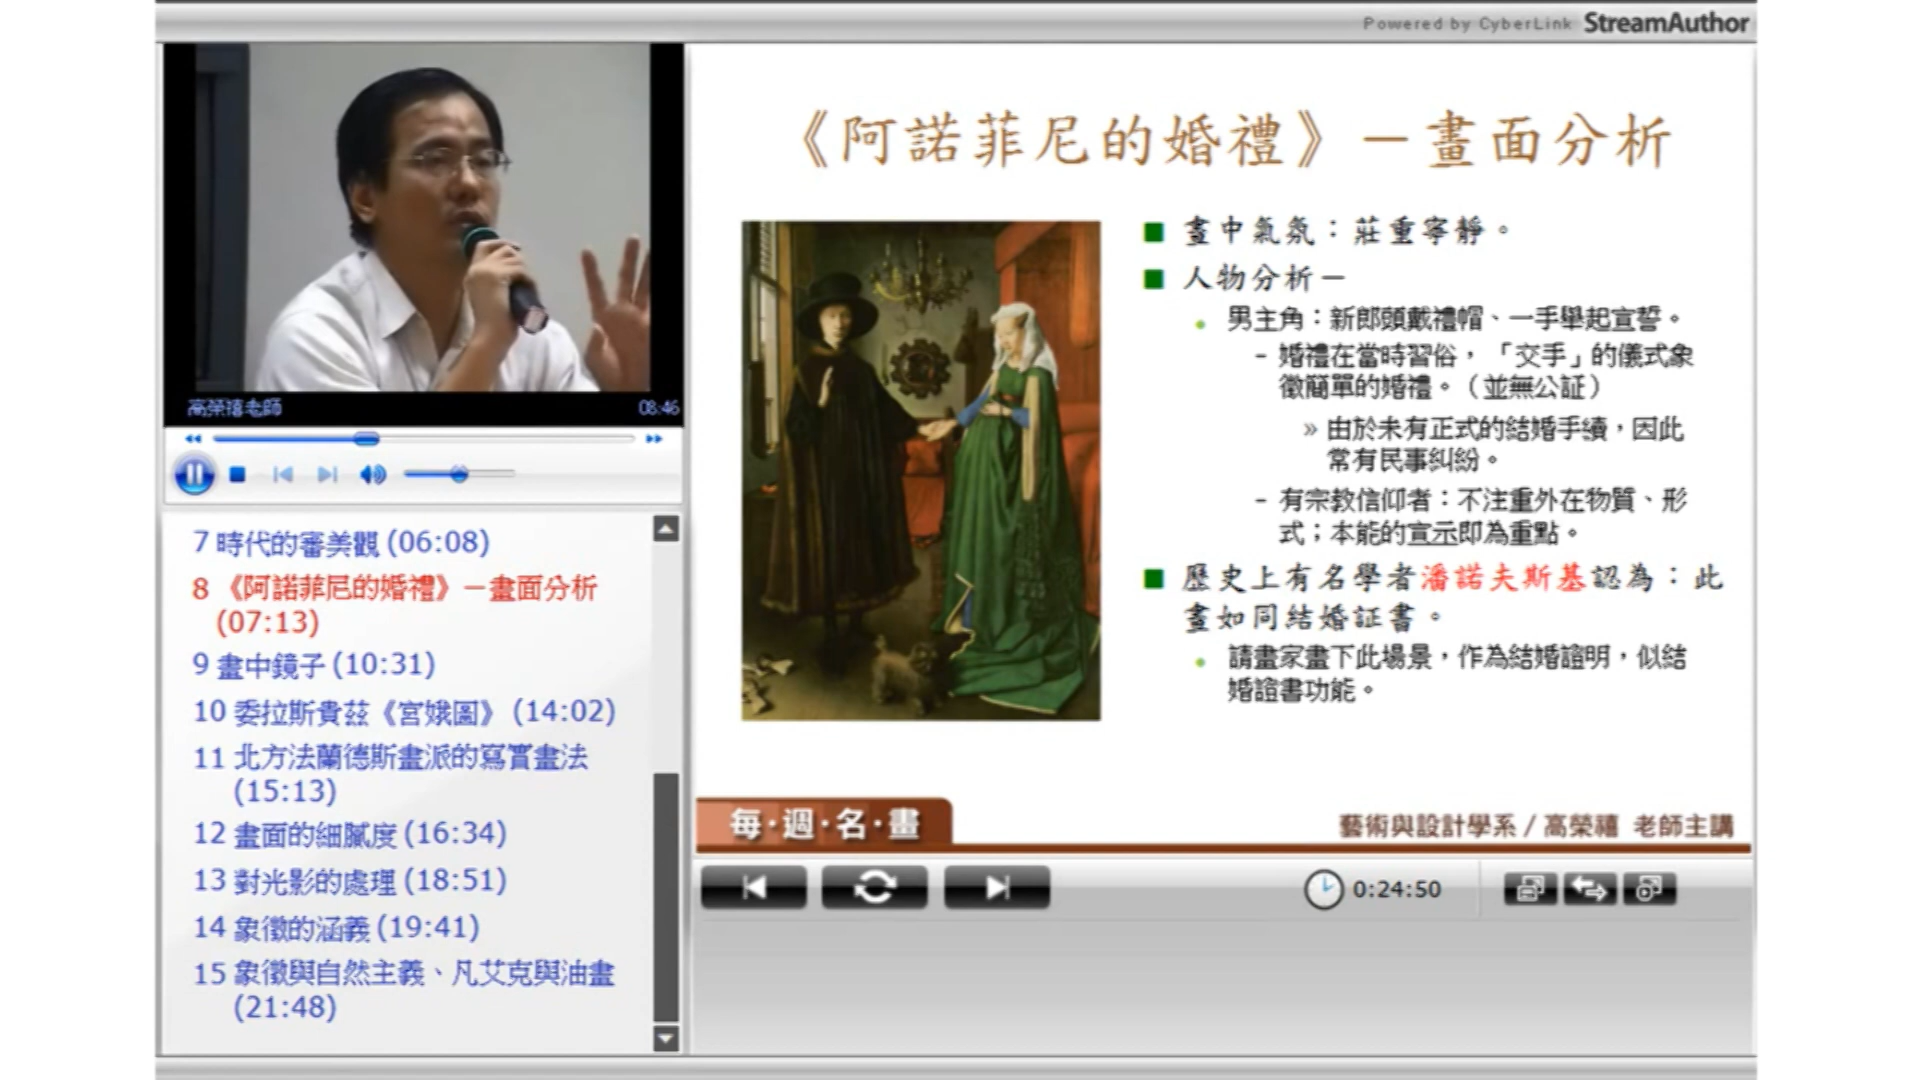 Powered by CyberLink StreamAuthor
高榮禧老師 08:46
7 時代的審美觀 (06:08)
8 《阿諾菲尼的婚禮》－畫面分析
(07:13)
9 畫中鏡子 (10:31)
10 委拉斯貴茲《宮娥圖》 (14:02)
11 北方法蘭德斯畫派的寫實畫法
(15:13)
12 畫面的細膩度 (16:34)
13 對光影的處理 (18:51)
14 象徵的涵義 (19:41)
15 象徵與自然主義、凡艾克與油畫
(21:48)
《阿諾菲尼的婚禮》－畫面分析
畫中氣氛：莊重寧靜。
人物分析－
男主角：新郎頭戴禮帽、一手舉起宣誓。
– 婚禮在當時習俗，「交手」的儀式象
徵簡單的婚禮。（並無公証）
» 由於未有正式的結婚手續，因此
常有民事糾紛。
– 有宗教信仰者：不注重外在物質、形
式；本能的宣示即為重點。
歷史上有名學者潘諾夫斯基認為：此
畫如同結婚証書。
請畫家畫下此場景，作為結婚證明，似結
婚證書功能。
每·週·名·畫
藝術與設計學系 / 高榮禧 老師主講
0:24:50